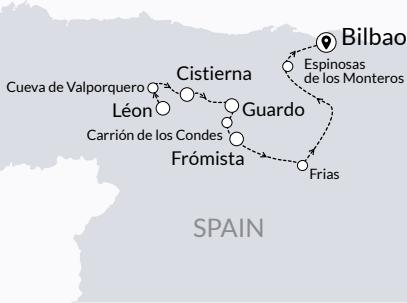 Bilbao
Espinosas
de los Monteros
Cistierna
Cueva de Valporquero
Léon
Guardo
Carrión de los Condes
Frómista
Frias
SPAIN